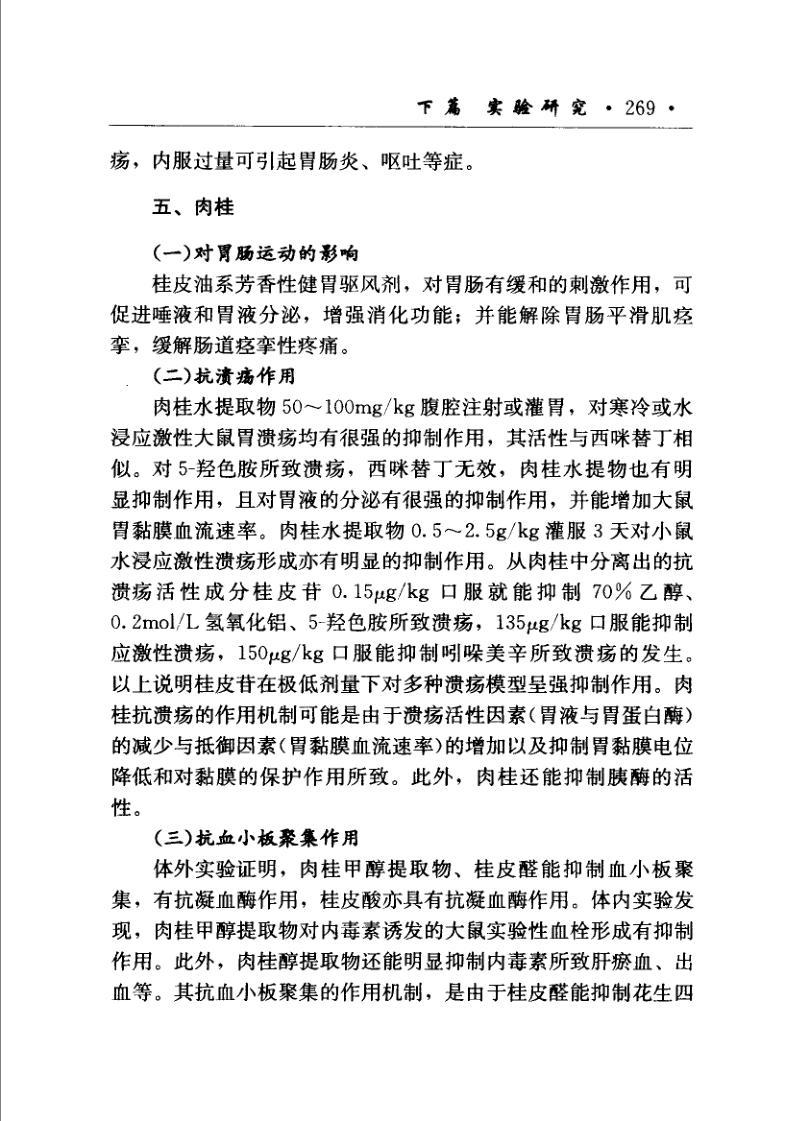 下篇 实验研究 · 269 ·
疡，内服过量可引起胃肠炎、呕吐等症。
五、肉桂
(一)对胃肠运动的影响
桂皮油系芳香性健胃驱风剂，对胃肠有缓和的刺激作用，可
促进唾液和胃液分泌，增强消化功能；并能解除胃肠平滑肌痉
挛，缓解肠道痉挛性疼痛。
(二)抗溃疡作用
肉桂水提取物 50～100mg/kg 腹腔注射或灌胃，对寒冷或水
浸应激性大鼠胃溃疡均有很强的抑制作用，其活性与西咪替丁相
似。对 5-羟色胺所致溃疡，西咪替丁无效，肉桂水提物也有明
显抑制作用，且对胃液的分泌有很强的抑制作用，并能增加大鼠
胃黏膜血流速率。肉桂水提取物 0.5～2.5g/kg 灌服 3 天对小鼠
水浸应激性溃疡形成亦有明显的抑制作用。从肉桂中分离出的抗
溃疡活性成分桂皮苷 0.15μg/kg 口服就能抑制 70% 乙醇、
0.2mol/L 氢氧化铝、5-羟色胺所致溃疡，135μg/kg 口服能抑制
应激性溃疡，150μg/kg 口服能抑制吲哚美辛所致溃疡的发生。
以上说明桂皮苷在极低剂量下对多种溃疡模型呈强抑制作用。肉
桂抗溃疡的作用机制可能是由于溃疡活性因素(胃液与胃蛋白酶)
的减少与抵御因素(胃黏膜血流速率)的增加以及抑制胃黏膜电位
降低和对黏膜的保护作用所致。此外，肉桂还能抑制胰酶的活
性。
(三)抗血小板聚集作用
体外实验证明，肉桂甲醇提取物、桂皮醛能抑制血小板聚
集，有抗凝血酶作用，桂皮酸亦具有抗凝血酶作用。体内实验发
现，肉桂甲醇提取物对内毒素诱发的大鼠实验性血栓形成有抑制
作用。此外，肉桂醇提取物还能明显抑制内毒素所致肝瘀血、出
血等。其抗血小板聚集的作用机制，是由于桂皮醛能抑制花生四